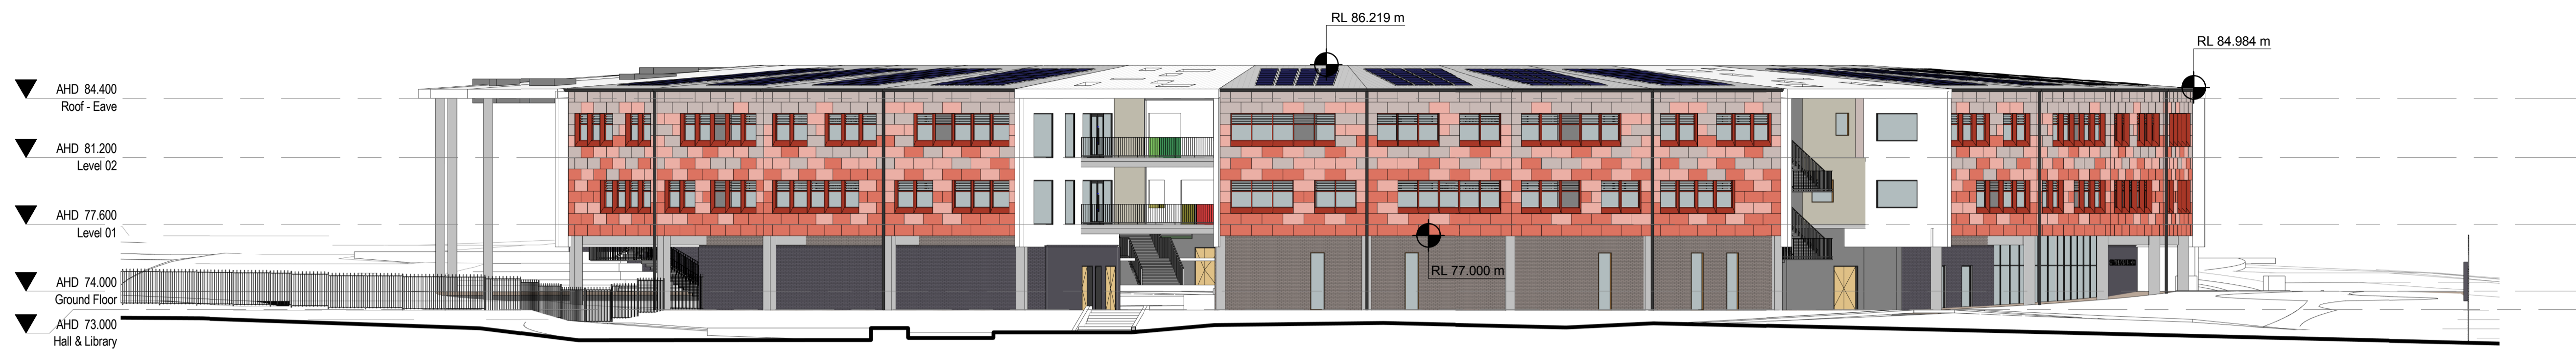 RL 86.219 m
RL 84.984 m
AHD 84.400
Roof - Eave
AHD 81.200
Level 02
AHD 77.600
Level 01
RL 77.000 m
AHD 74.000
Ground Floor
AHD 73.000
Hall & Library